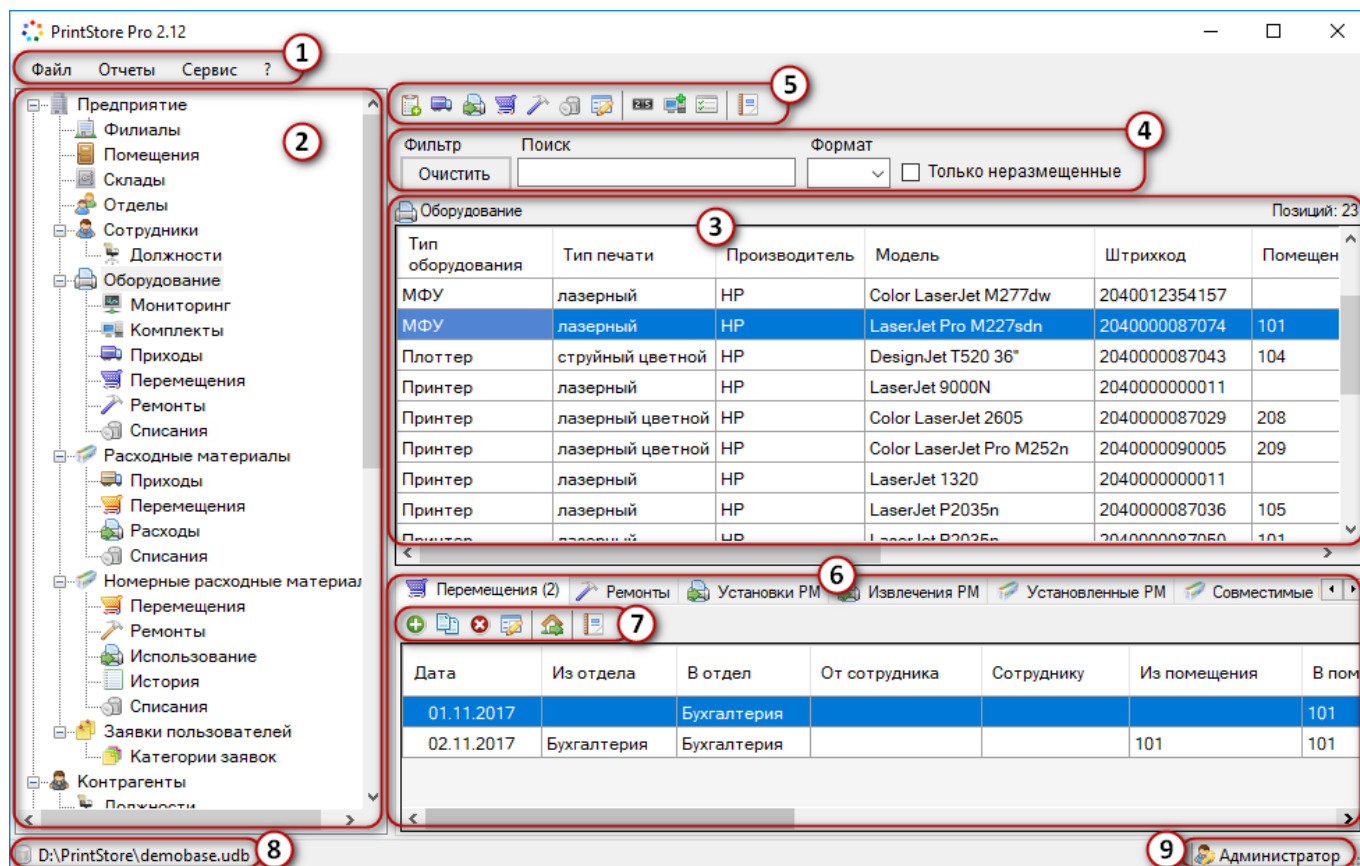 PrintStore Pro 2.12
1
Файл Отчеты Сервис ?
2
Предприятие
Филиалы
Помещения
Склады
Отделы
Сотрудники
Должности
Оборудование
Мониторинг
Комплекты
Приходы
Перемещения
Ремонты
Списания
Расходные материалы
Приходы
Перемещения
Расходы
Списания
Номерные расходные материал
Перемещения
Ремонты
Использование
История
Списания
Заявки пользователей
Категории заявок
Контрагенты
Должности
5
4
Фильтр Поиск Формат
Очистить Только неразмещенные
Оборудование 3 Позиций: 23
Тип оборудования Тип печати Производитель Модель Штрихкод Помещен
МФУ лазерный HP Color LaserJet M277dw 2040012354157
МФУ лазерный HP LaserJet Pro M227sdn 2040000087074 101
Плоттер струйный цветной HP DesignJet T520 36" 2040000087043 104
Принтер лазерный HP LaserJet 9000N 2040000000011
Принтер лазерный цветной HP Color LaserJet 2605 2040000087029 208
Принтер лазерный цветной HP Color LaserJet Pro M252n 2040000090005 209
Принтер лазерный HP LaserJet 1320 2040000000011
Принтер лазерный HP LaserJet P2035n 2040000087036 105
Принтер лазерный HP LaserJet P2035n 2040000087050 101
6
Перемещения (2) Ремонты Установки РМ Извлечения РМ Установленные РМ Совместимые
7
Дата Из отдела В отдел От сотрудника Сотруднику Из помещения В пом
01.11.2017 Бухгалтерия 101
02.11.2017 Бухгалтерия Бухгалтерия 101 101
D:\PrintStore\demobase.udb 8 9 Администратор